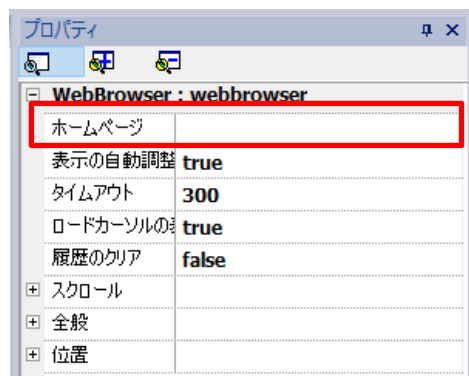 プロパティ
WebBrowser : webbrowser
ホームページ
表示の自動調整 true
タイムアウト 300
ロードカーソルの true
履歴のクリア false
スクロール
全般
位置